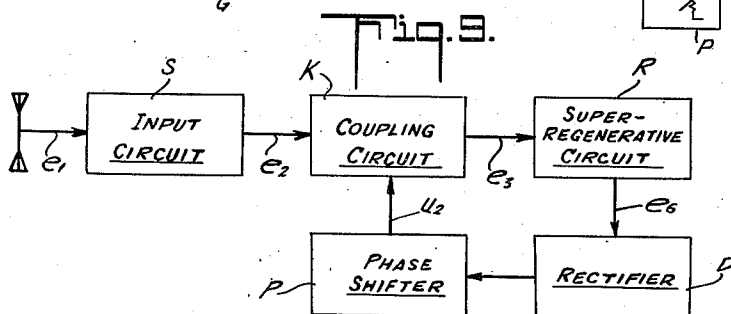 G
R
P
Fig. 9.
S
K
R
INPUT
CIRCUIT
COUPLING
CIRCUIT
SUPER-
REGENERATIVE
CIRCUIT
e1
e2
e3
u2
e6
P
PHASE
SHIFTER
RECTIFIER
D